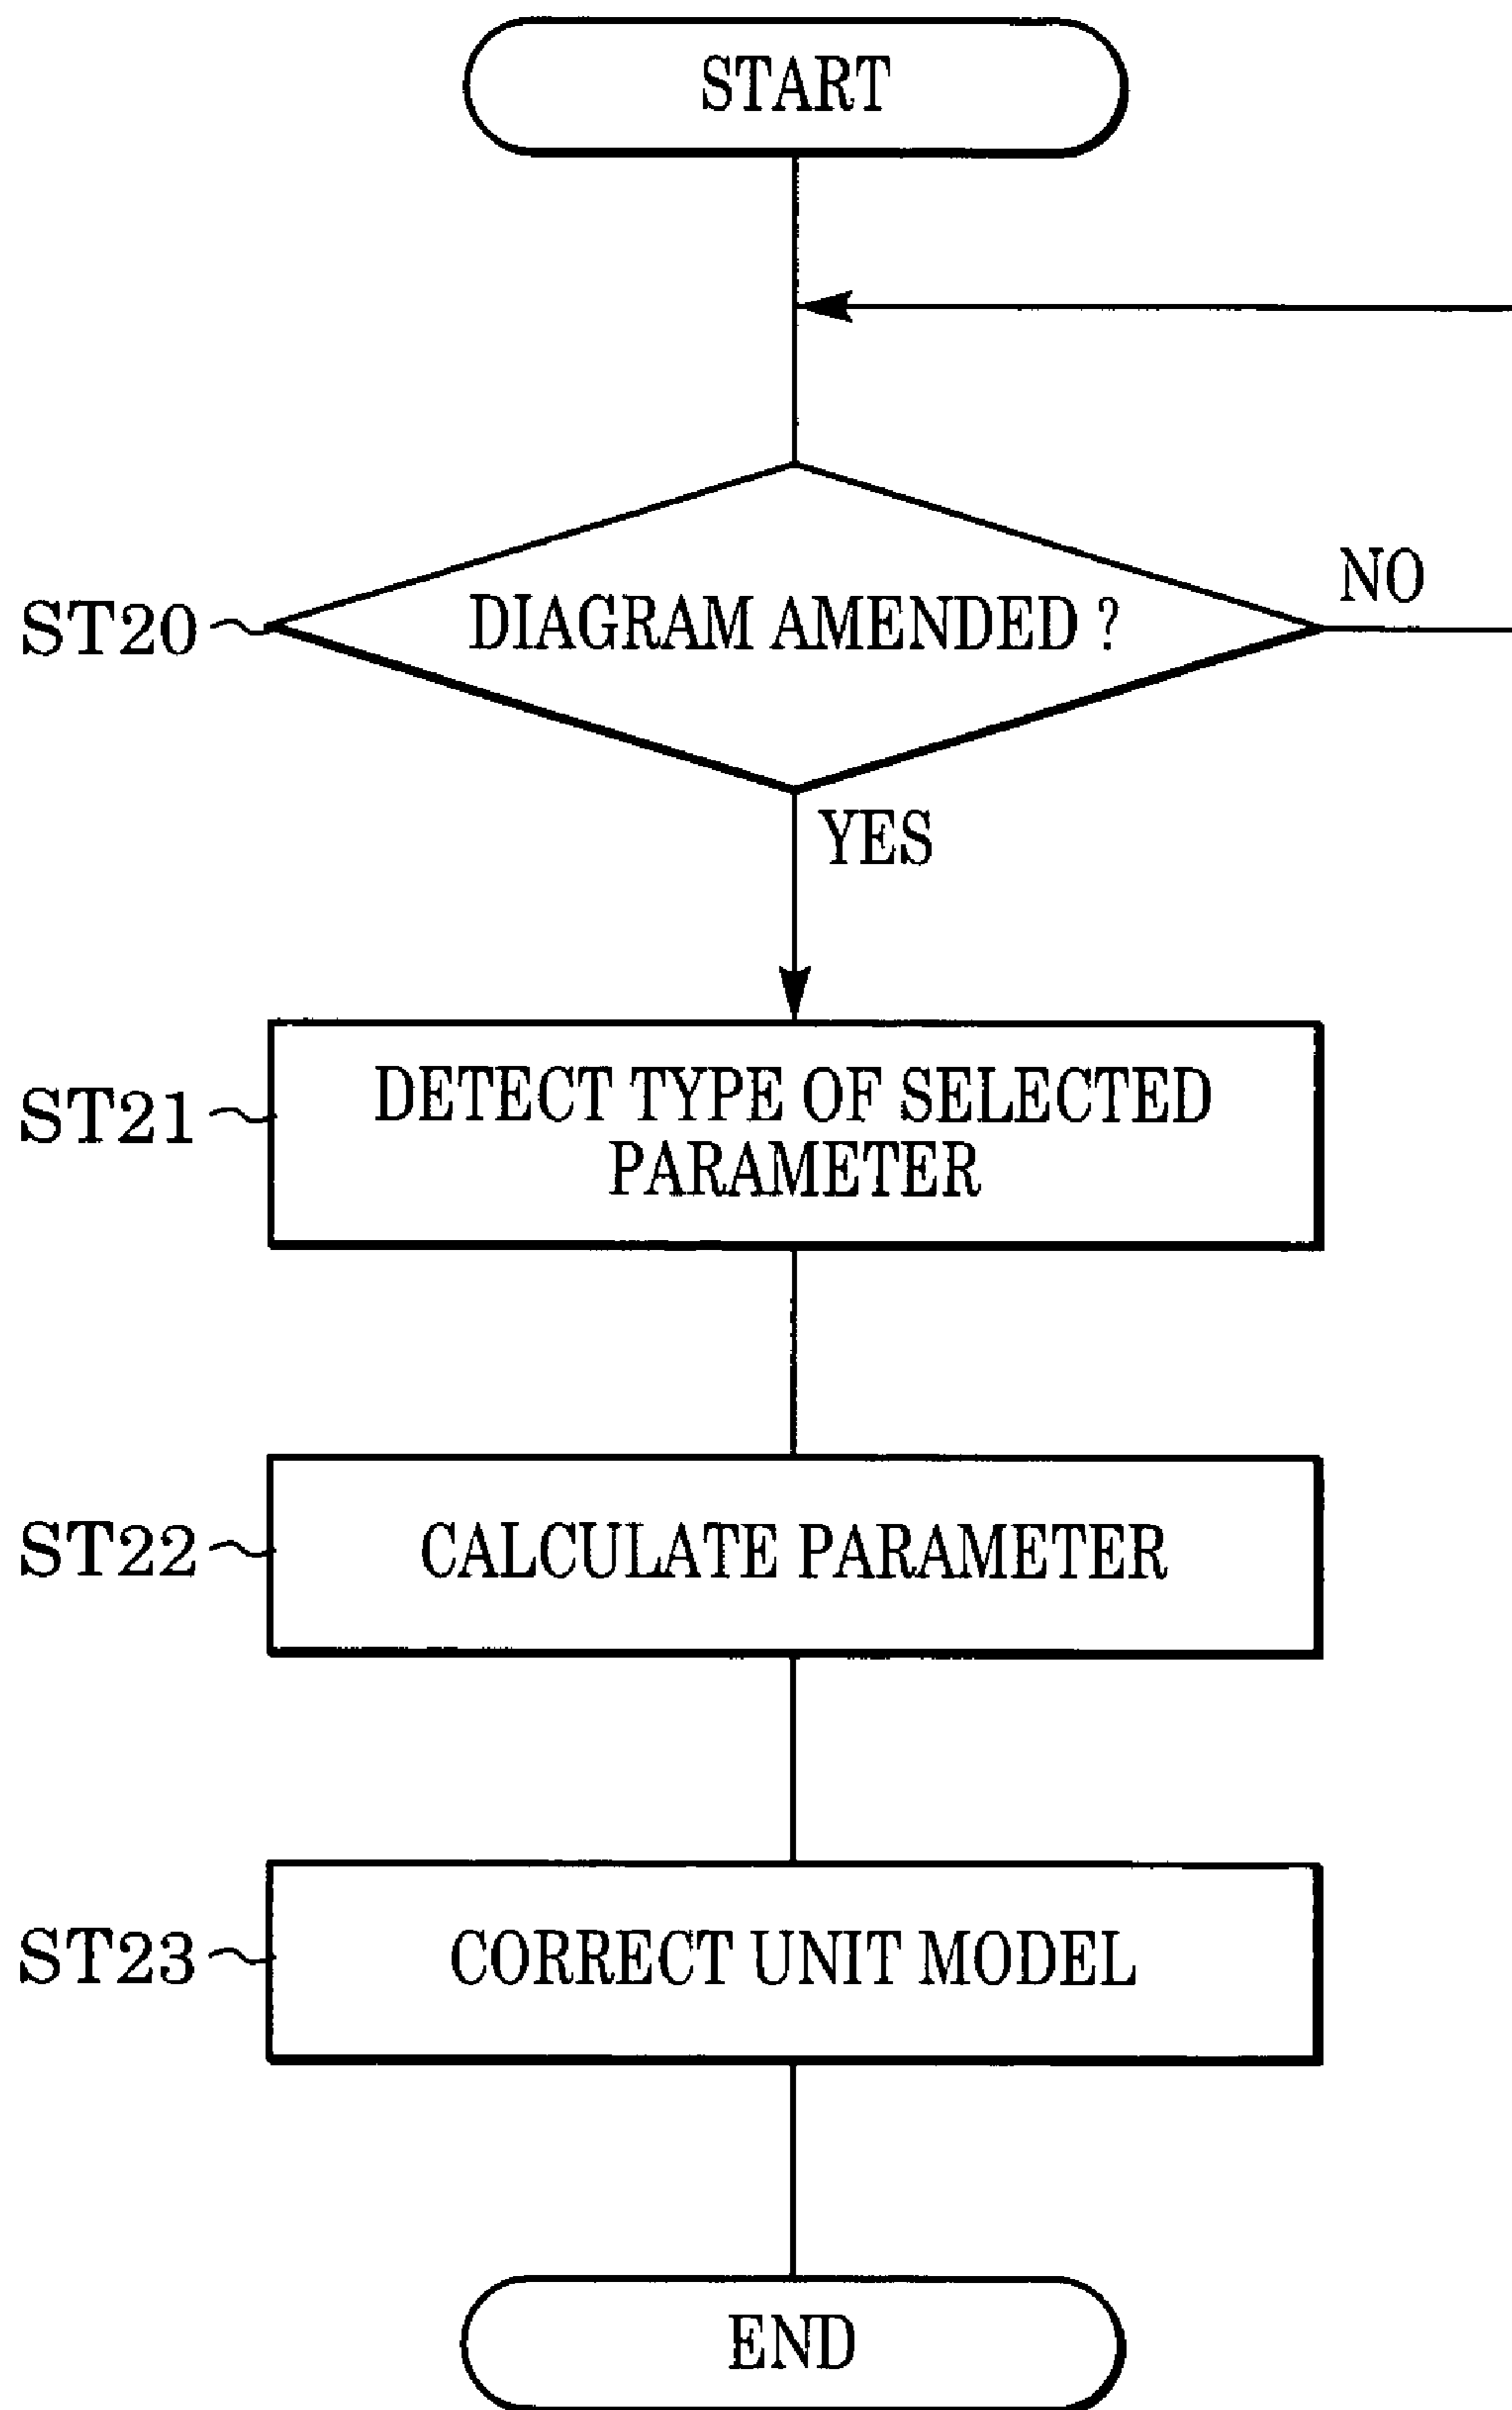 START
ST20
DIAGRAM AMENDED ?
NO
YES
ST21
DETECT TYPE OF SELECTED
PARAMETER
ST22
CALCULATE PARAMETER
ST23
CORRECT UNIT MODEL
END